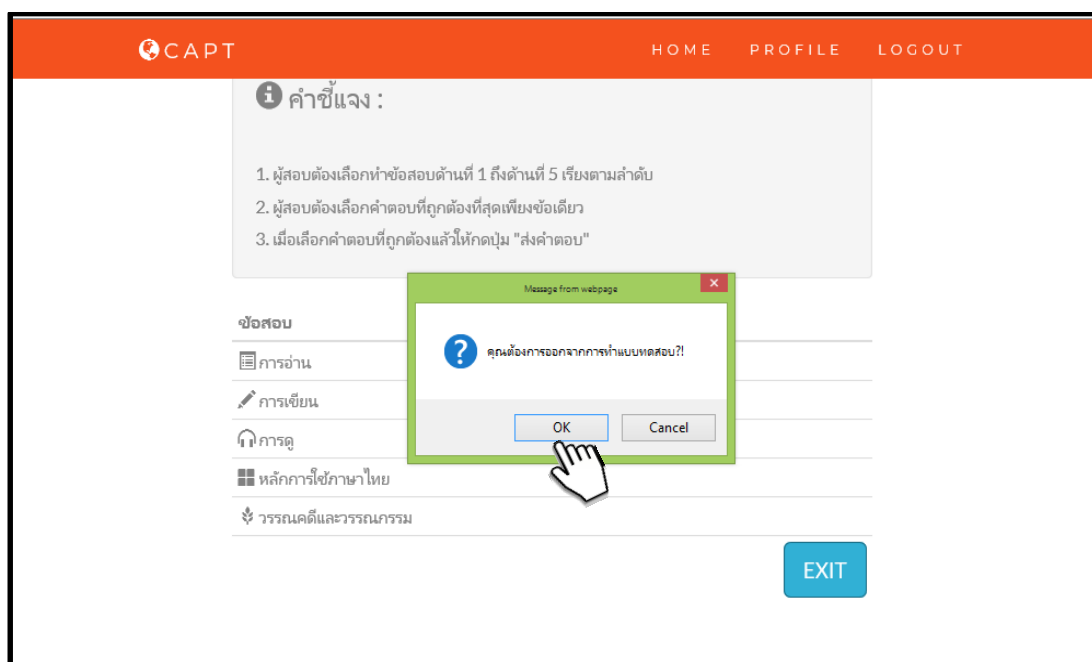 CAPT
HOME PROFILE LOGOUT
คำชี้แจง :
1. ผู้สอบต้องเลือกทำข้อสอบด้านที่ 1 ถึงด้านที่ 5 เรียงตามลำดับ
2. ผู้สอบต้องเลือกคำตอบที่ถูกต้องที่สุดเพียงข้อเดียว
3. เมื่อเลือกคำตอบที่ถูกต้องแล้วให้กดปุ่ม "ส่งคำตอบ"
Message from webpage
คุณต้องการออกจากการทำแบบทดสอบ?!
OK Cancel
ข้อสอบ
การอ่าน
การเขียน
การดู
หลักการใช้ภาษาไทย
วรรณคดีและวรรณกรรม
EXIT